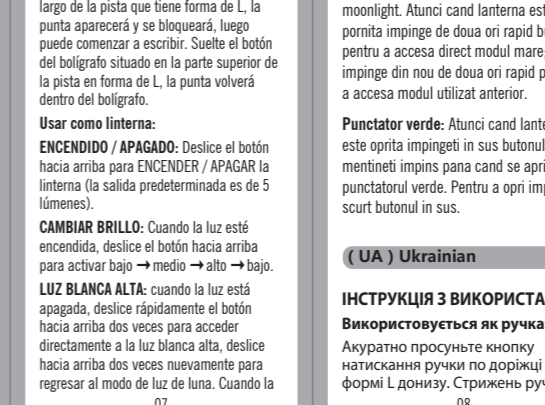 largo de la pista que tiene forma de L, la
punta aparecerá y se bloqueará, luego
puede comenzar a escribir. Suelte el botón
del bolígrafo situado en la parte superior de
la pista en forma de L, la punta volverá
dentro del bolígrafo.
Usar como linterna:
ENCENDIDO / APAGADO: Deslice el botón
hacia arriba para ENCENDER / APAGAR la
linterna (la salida predeterminada es de 5
lúmenes).
CAMBIAR BRILLO: Cuando la luz esté
encendida, deslice el botón hacia arriba
para activar bajo → medio → alto → bajo.
LUZ BLANCA ALTA: cuando la luz está
apagada, deslice rápidamente el botón
hacia arriba dos veces para acceder
directamente a la luz blanca alta, deslice
hacia arriba dos veces nuevamente para
regresar al modo de luz de luna. Cuando la
07
moonlight. Atunci cand lanterna est
pornita impinge de doua ori rapid b
pentru a accesa direct modul mare
impinge din nou de doua ori rapid p
a accesa modul utilizat anterior.
Punctator verde: Atunci cand lante
este oprita impingeti in sus butonul
mentineti impins pana cand se apri
punctatorul verde. Pentru a opri imp
scurt butonul in sus.
( UA ) Ukrainian
ІНСТРУКЦІЯ З ВИКОРИСТА
Використовується як ручка
Акуратно просуньте кнопку
натискання ручки по доріжці
формі L донизу. Стрижень руч
08